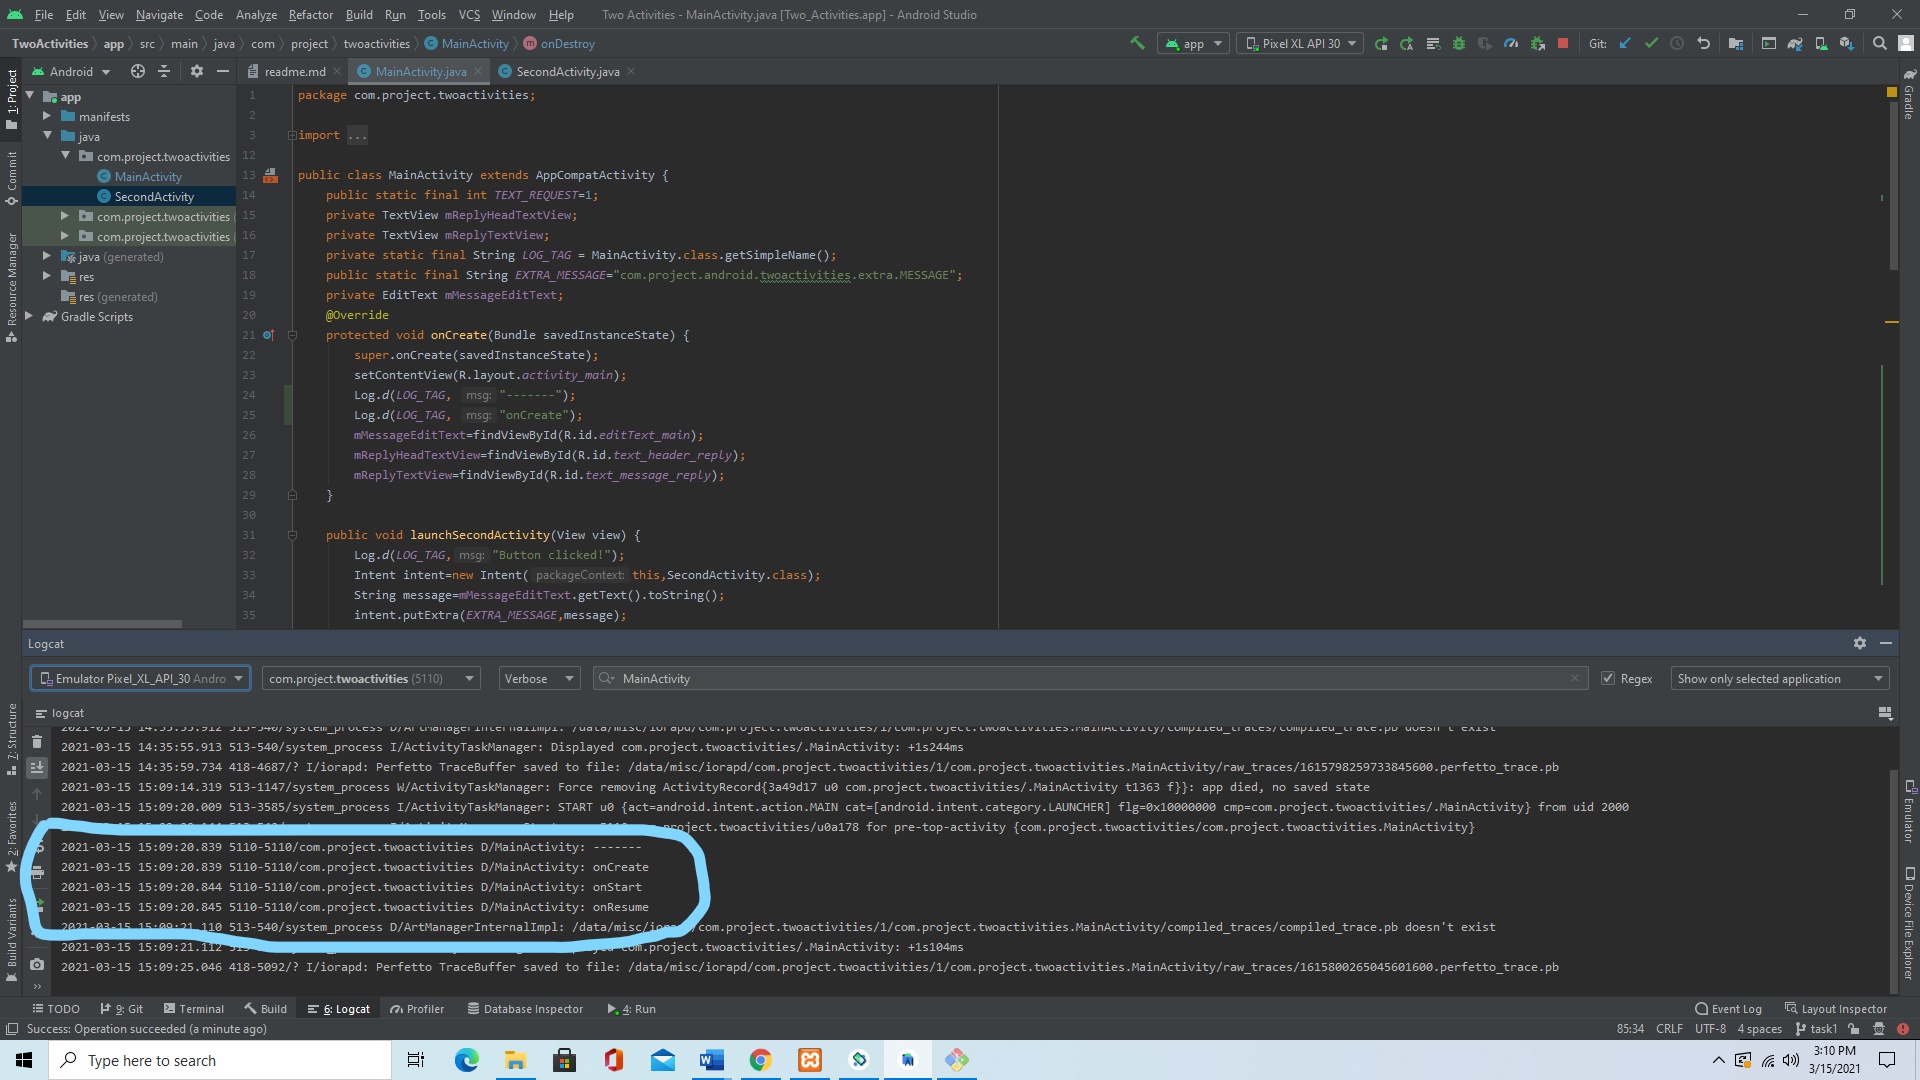 File Edit View Navigate Code Analyze Refactor Build Run Tools VCS Window Help Two Activities - MainActivity.java [Two_Activities.app] - Android Studio
TwoActivities app src main java com project twoactivities MainActivity onDestroy app Pixel XL API 30 Git:
Android readme.md MainActivity.java SecondActivity.java
1: Project
Commit
Resource Manager
7: Structure
2: Favorites
Build Variants
Gradle
Emulator
Device File Explorer
app
manifests
java
com.project.twoactivities
MainActivity
SecondActivity
com.project.twoactivities
com.project.twoactivities
java (generated)
res
res (generated)
Gradle Scripts
1 package com.project.twoactivities;
2
3 import ...
12
13 public class MainActivity extends AppCompatActivity {
14 public static final int TEXT_REQUEST=1;
15 private TextView mReplyHeadTextView;
16 private TextView mReplyTextView;
17 private static final String LOG_TAG = MainActivity.class.getSimpleName();
18 public static final String EXTRA_MESSAGE="com.project.android.twoactivities.extra.MESSAGE";
19 private EditText mMessageEditText;
20 @Override
21 protected void onCreate(Bundle savedInstanceState) {
22 super.onCreate(savedInstanceState);
23 setContentView(R.layout.activity_main);
24 Log.d(LOG_TAG, msg: "-------");
25 Log.d(LOG_TAG, msg: "onCreate");
26 mMessageEditText=findViewById(R.id.editText_main);
27 mReplyHeadTextView=findViewById(R.id.text_header_reply);
28 mReplyTextView=findViewById(R.id.text_message_reply);
29 }
30
31 public void launchSecondActivity(View view) {
32 Log.d(LOG_TAG, msg: "Button clicked!");
33 Intent intent=new Intent( packageContext: this,SecondActivity.class);
34 String message=mMessageEditText.getText().toString();
35 intent.putExtra(EXTRA_MESSAGE,message);
Logcat
Emulator Pixel_XL_API_30 Andro com.project.twoactivities (5110) Verbose MainActivity Regex Show only selected application
logcat
2021-03-15 14:35:55.912 513-540/system_process D/ArtManagerInternalImpl: /data/misc/iorapd/com.project.twoactivities/1/com.project.twoactivities.MainActivity/compiled_traces/compiled_trace.pb doesn't exist
2021-03-15 14:35:55.913 513-540/system_process I/ActivityTaskManager: Displayed com.project.twoactivities/.MainActivity: +1s244ms
2021-03-15 14:35:59.734 418-4687/? I/iorapd: Perfetto TraceBuffer saved to file: /data/misc/iorapd/com.project.twoactivities/1/com.project.twoactivities.MainActivity/raw_traces/1615798259733845600.perfetto_trace.pb
2021-03-15 15:09:14.319 513-1147/system_process W/ActivityTaskManager: Force removing ActivityRecord{3a49d17 u0 com.project.twoactivities/.MainActivity t1363 f}}: app died, no saved state
2021-03-15 15:09:20.009 513-3585/system_process I/ActivityTaskManager: START u0 {act=android.intent.action.MAIN cat=[android.intent.category.LAUNCHER] flg=0x10000000 cmp=com.project.twoactivities/.MainActivity} from uid 2000
project.twoactivities/u0a178 for pre-top-activity {com.project.twoactivities/com.project.twoactivities.MainActivity}
2021-03-15 15:09:20.839 5110-5110/com.project.twoactivities D/MainActivity: -------
2021-03-15 15:09:20.839 5110-5110/com.project.twoactivities D/MainActivity: onCreate
2021-03-15 15:09:20.844 5110-5110/com.project.twoactivities D/MainActivity: onStart
2021-03-15 15:09:20.845 5110-5110/com.project.twoactivities D/MainActivity: onResume
2021-03-15 15:09:21.110 513-540/system_process D/ArtManagerInternalImpl: /data/misc/iorapd/com.project.twoactivities/1/com.project.twoactivities.MainActivity/compiled_traces/compiled_trace.pb doesn't exist
2021-03-15 15:09:21.112 com.project.twoactivities/.MainActivity: +1s104ms
2021-03-15 15:09:25.046 418-5092/? I/iorapd: Perfetto TraceBuffer saved to file: /data/misc/iorapd/com.project.twoactivities/1/com.project.twoactivities.MainActivity/raw_traces/1615800265045601600.perfetto_trace.pb
TODO 9: Git Terminal Build 6: Logcat Profiler Database Inspector 4: Run Event Log Layout Inspector
Success: Operation succeeded (a minute ago) 85:34 CRLF UTF-8 4 spaces task1
Type here to search
3:10 PM
3/15/2021